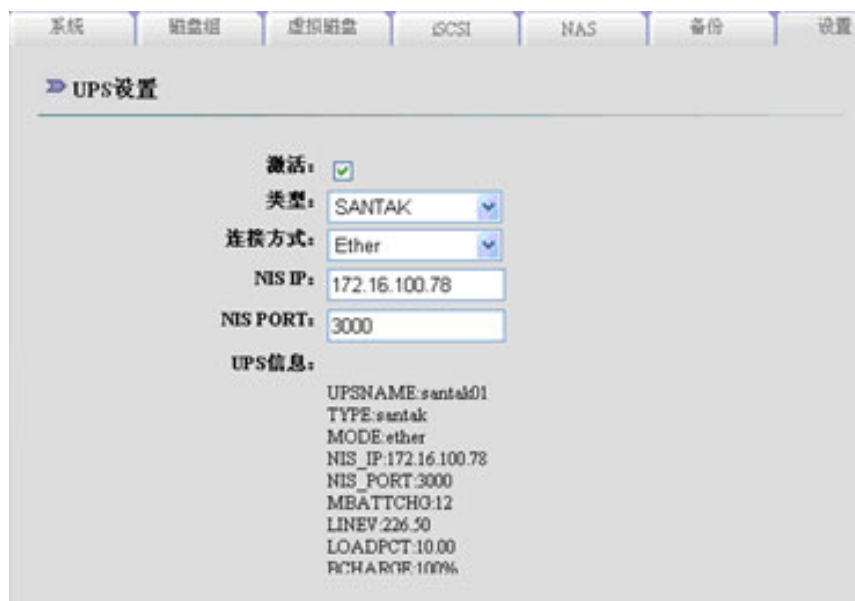 系统 磁盘组 虚拟磁盘 iSCSI NAS 备份 设置
UPS设置
激活:
类型: SANTAK
连接方式: Ether
NIS IP: 172.16.100.78
NIS PORT: 3000
UPS信息:
UPSNAME:santak01
TYPE:santak
MODE:ether
NIS_IP:172.16.100.78
NIS_PORT:3000
MBATTCHG:12
LINEV:226.50
LOADPCT:10.00
BCHARGE:100%